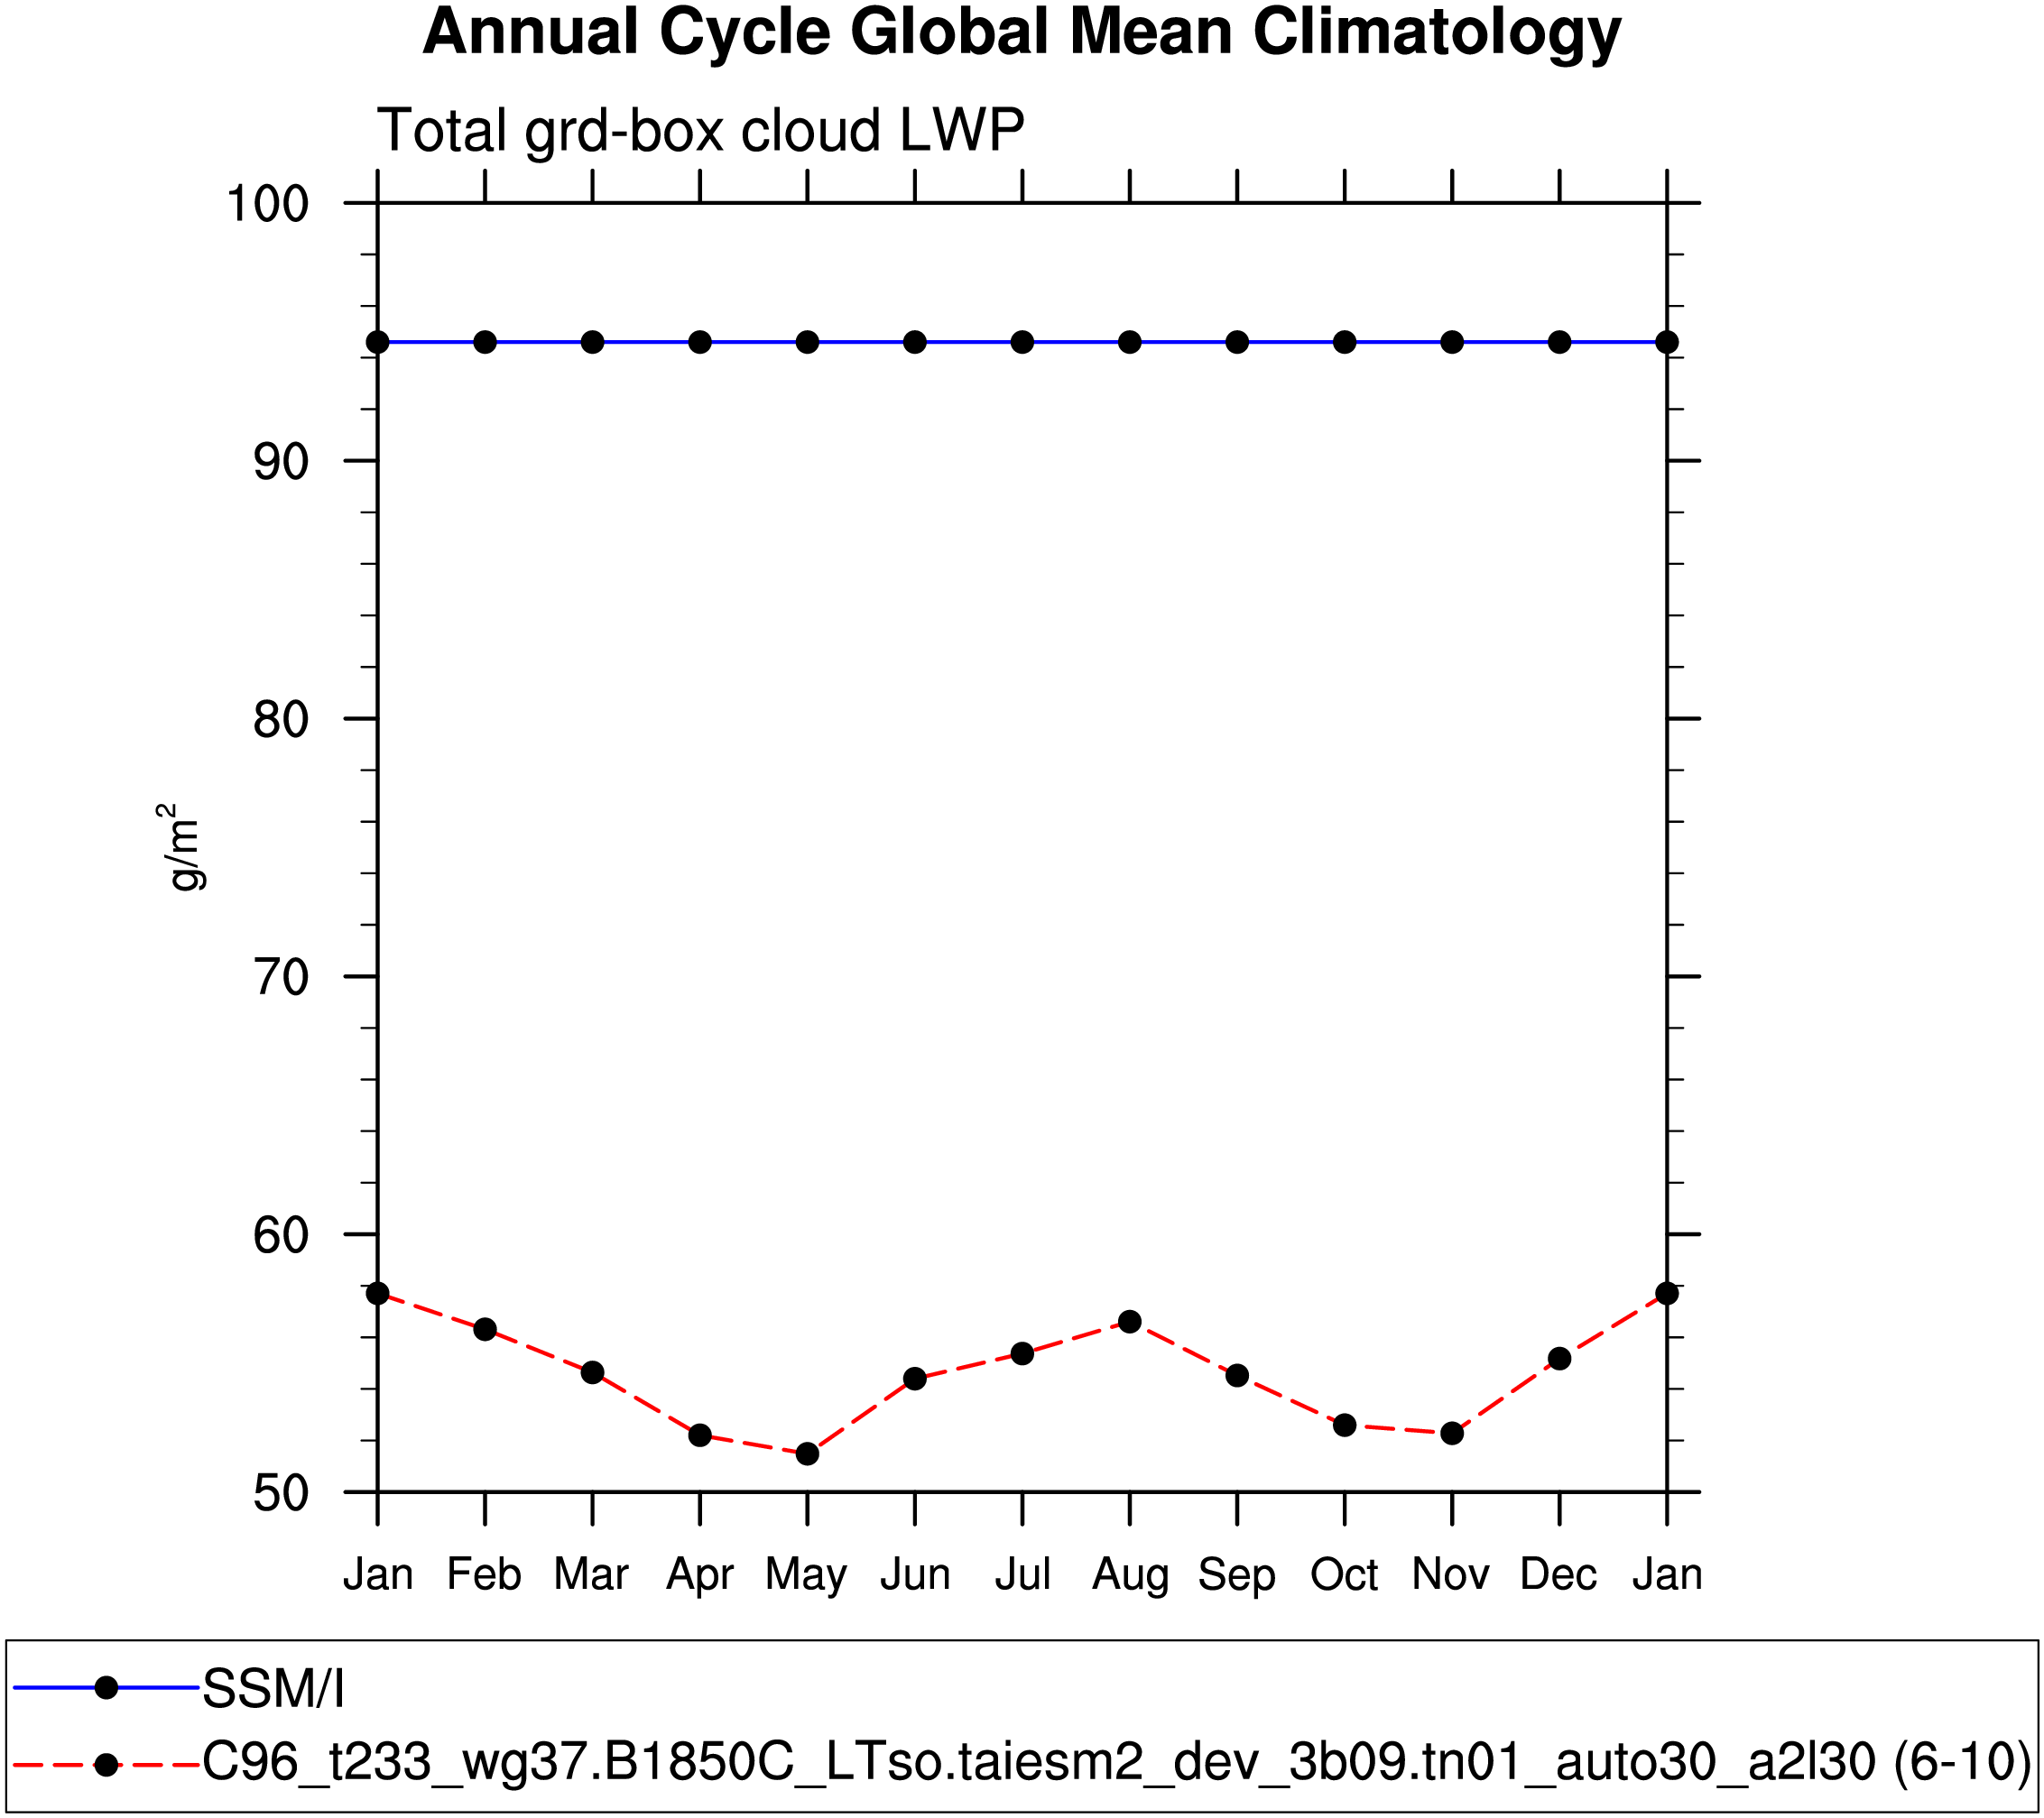 Annual Cycle Global Mean Climatology
Total grd-box cloud LWP
100
90
80
70
60
50
g/m²
Jan Feb Mar Apr May Jun Jul Aug Sep Oct Nov Dec Jan
SSM/I
C96_t233_wg37.B1850C_LTso.taiesm2_dev_3b09.tn01_auto30_a2l30 (6-10)